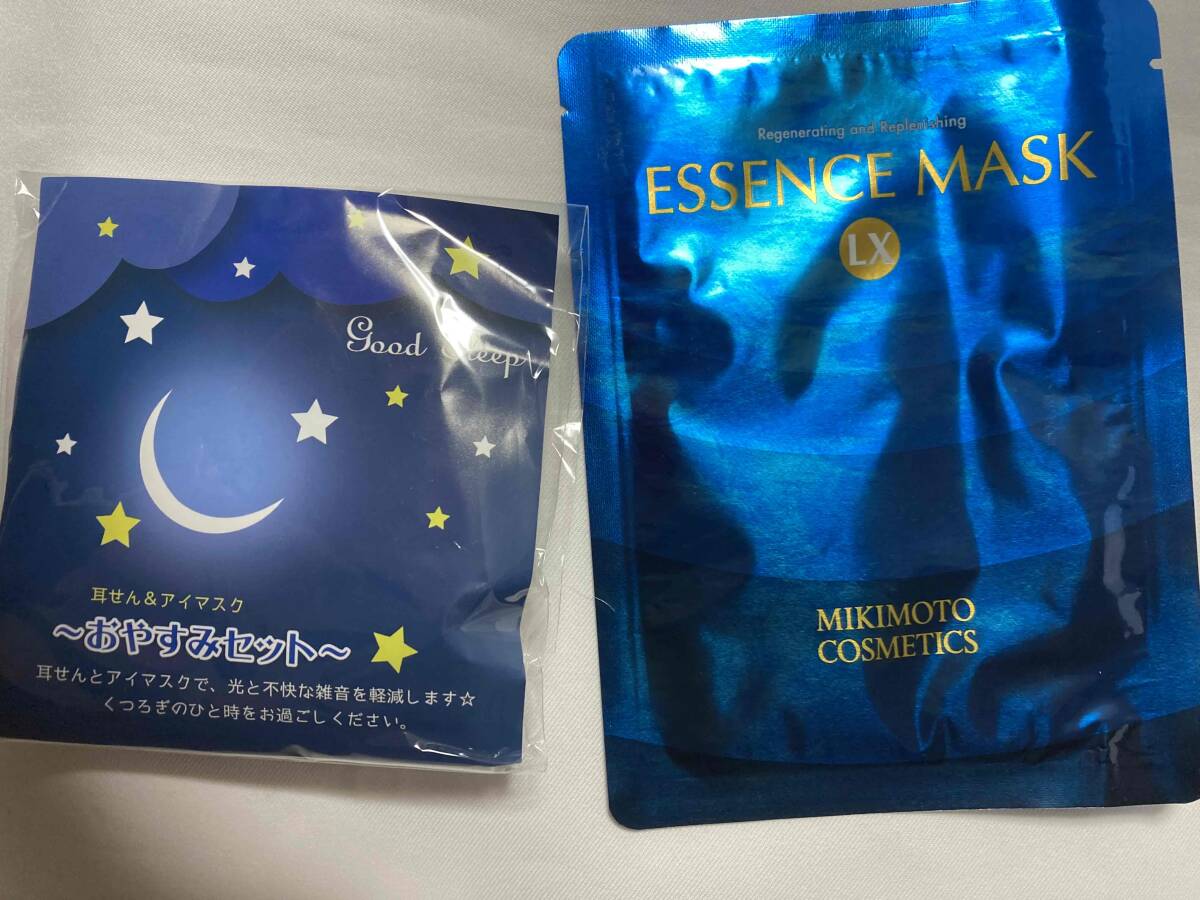 Good Sleep
耳せん&アイマスク
～おやすみセット～
耳せんとアイマスクで、光と不快な雑音を軽減します☆
くつろぎのひと時をお過ごしください。
Regenerating and Replenishing
ESSENCE MASK
LX
MIKIMOTO
COSMETICS